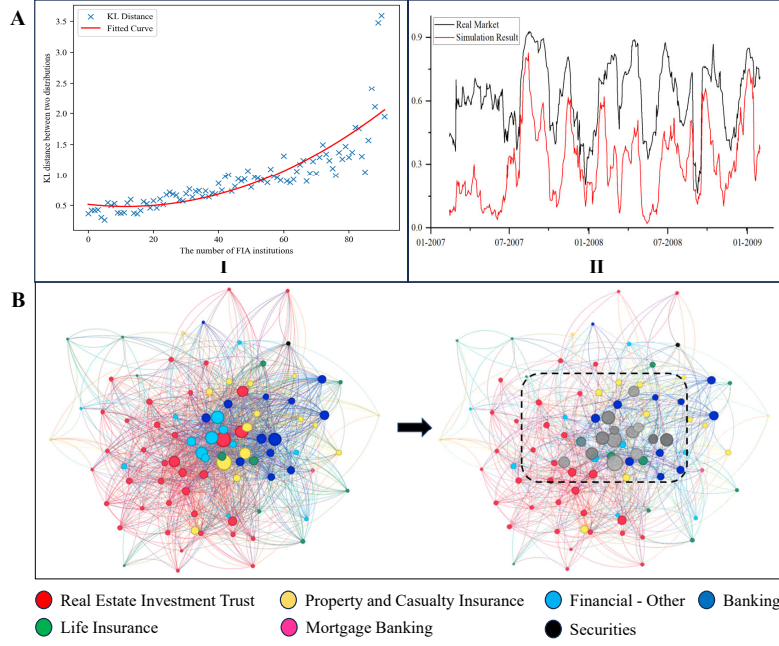 A
KL Distance
Fitted Curve
KL distance between two distributions
3.5
3.0
2.5
2.0
1.5
1.0
0.5
0
20
40
60
80
The number of FIA institutions
I
Real Market
Simulation Result
0.9
0.6
0.3
0.0
01-2007
07-2007
01-2008
07-2008
01-2009
II
B
Real Estate Investment Trust
Property and Casualty Insurance
Financial - Other
Banking
Life Insurance
Mortgage Banking
Securities